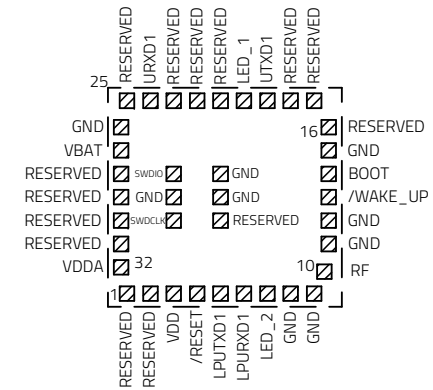 RESERVED
URXD1
RESERVED
RESERVED
RESERVED
LED_1
UTXD1
RESERVED
RESERVED
25
GND
16
RESERVED
VBAT
GND
RESERVED
SWDIO
GND
BOOT
RESERVED
GND
GND
/WAKE_UP
RESERVED
SWDCLK
RESERVED
GND
RESERVED
GND
VDDA
32
10
RF
1
RESERVED
RESERVED
VDD
/RESET
LPUTXD1
LPURXD1
LED_2
GND
GND